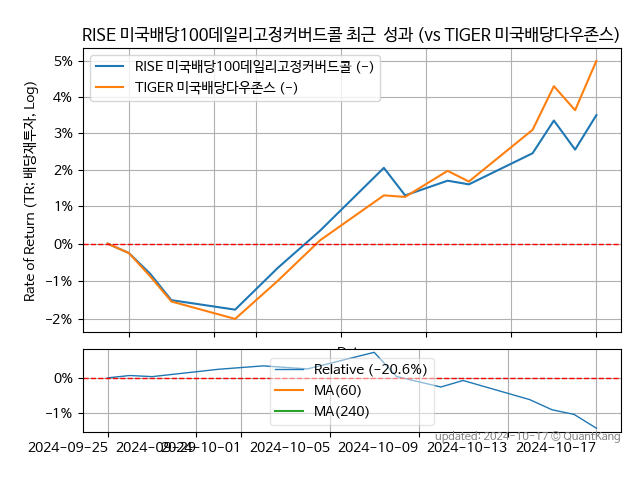 RISE 미국배당100데일리고정커버드콜 최근 성과 (vs TIGER 미국배당다우존스)
Rate of Return (TR: 배당재투자, Log)
5%
4%
3%
2%
1%
0%
−1%
−2%
RISE 미국배당100데일리고정커버드콜 (-)
TIGER 미국배당다우존스 (-)
0%
−1%
Relative (-20.6%)
MA(60)
MA(240)
updated: 2024-10-17 © QuantKang
2024-09-25 2024-09-29 2024-10-01 2024-10-05 2024-10-09 2024-10-13 2024-10-17